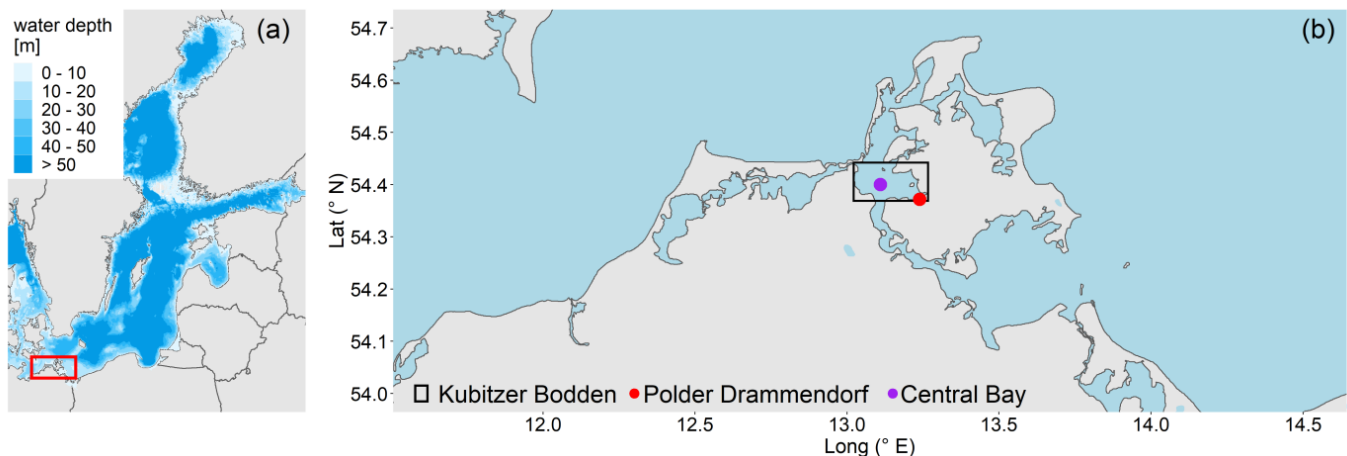 water depth
[m]
0 - 10
10 - 20
20 - 30
30 - 40
40 - 50
> 50
(a)
(b)
Lat (° N)
54.7
54.6
54.5
54.4
54.3
54.2
54.1
54.0
Kubitzer Bodden Polder Drammendorf Central Bay
12.0 12.5 13.0 13.5 14.0 14.5
Long (° E)